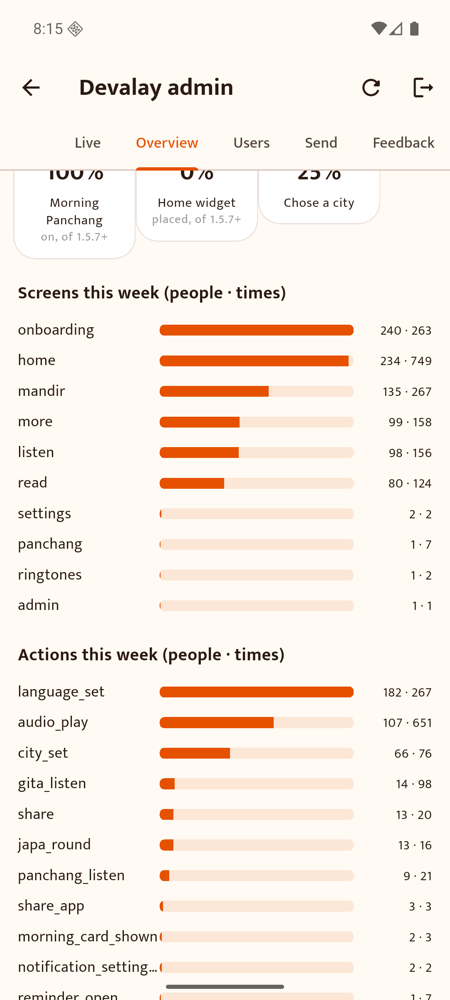 8:15
Devalay admin
Live Overview Users Send Feedback
100% 0% 25%
Morning Panchang
on, of 1.5.7+
Home widget
placed, of 1.5.7+
Chose a city
Screens this week (people · times)
onboarding 240 · 263
home 234 · 749
mandir 135 · 267
more 99 · 158
listen 98 · 156
read 80 · 124
settings 2 · 2
panchang 1 · 7
ringtones 1 · 2
admin 1 · 1
Actions this week (people · times)
language_set 182 · 267
audio_play 107 · 651
city_set 66 · 76
gita_listen 14 · 98
share 13 · 20
japa_round 13 · 16
panchang_listen 9 · 21
share_app 3 · 3
morning_card_shown 2 · 3
notification_setting... 2 · 2
reminder_open 1 · 7